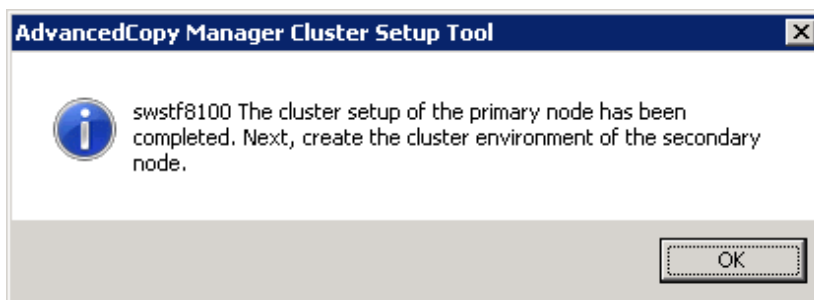 AdvancedCopy Manager Cluster Setup Tool
swstf8100 The cluster setup of the primary node has been
completed. Next, create the cluster environment of the secondary
node.
OK